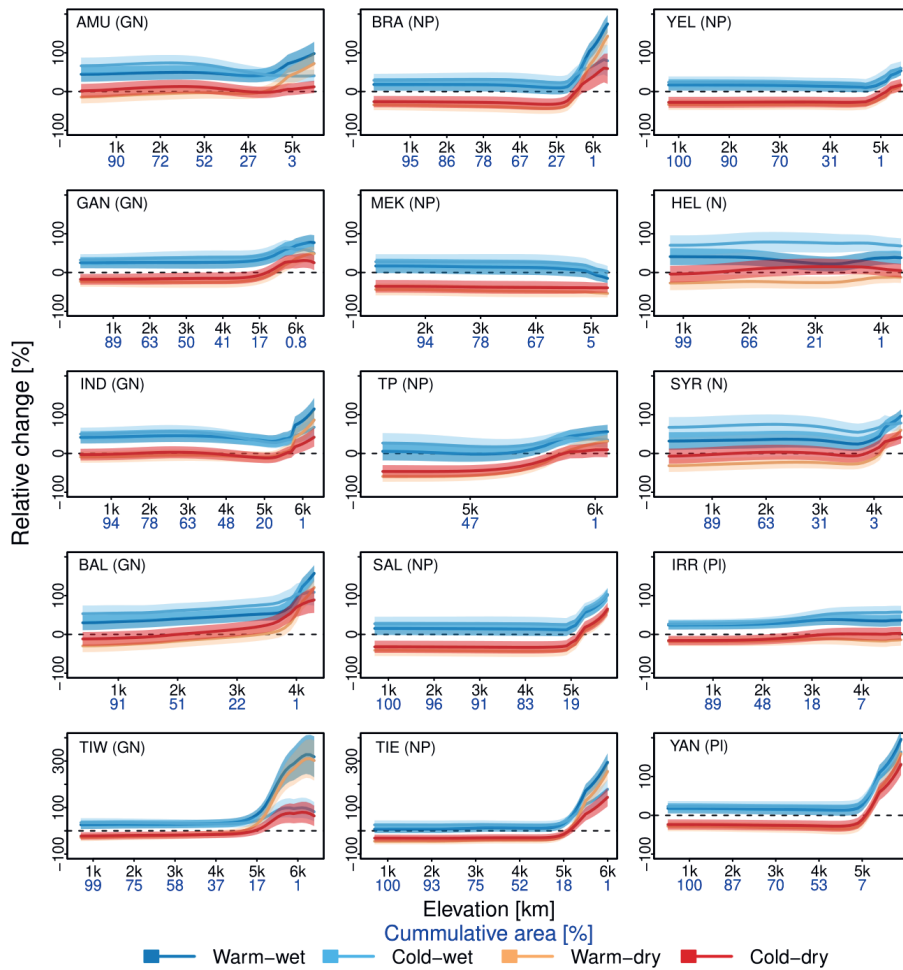 AMU (GN)
BRA (NP)
YEL (NP)
100
0
−100
1k 2k 3k 4k 5k
90 72 52 27 3
100
0
−100
1k 2k 3k 4k 5k 6k
95 86 78 67 27 1
100
0
−100
1k 2k 3k 4k 5k
100 90 70 31 1
GAN (GN)
MEK (NP)
HEL (N)
100
0
−100
1k 2k 3k 4k 5k 6k
89 63 50 41 17 0.8
100
0
−100
2k 3k 4k 5k
94 78 67 5
100
0
−100
1k 2k 3k 4k
99 66 21 1
Relative change [%]
IND (GN)
TP (NP)
SYR (N)
100
0
−100
1k 2k 3k 4k 5k 6k
94 78 63 48 20 1
100
0
−100
5k 6k
47 1
100
0
−100
1k 2k 3k 4k
89 63 31 3
BAL (GN)
SAL (NP)
IRR (PI)
100
0
−100
1k 2k 3k 4k
91 51 22 1
100
0
−100
1k 2k 3k 4k 5k
100 96 91 83 19
100
0
−100
1k 2k 3k 4k
89 48 18 7
TIW (GN)
TIE (NP)
YAN (PI)
300
100
−100
1k 2k 3k 4k 5k 6k
99 75 58 37 17 1
300
100
−100
1k 2k 3k 4k 5k 6k
100 93 75 52 18 1
100
0
−100
1k 2k 3k 4k 5k
100 87 70 53 7
Elevation [km]
Cummulative area [%]
Warm−wet Cold−wet Warm−dry Cold−dry